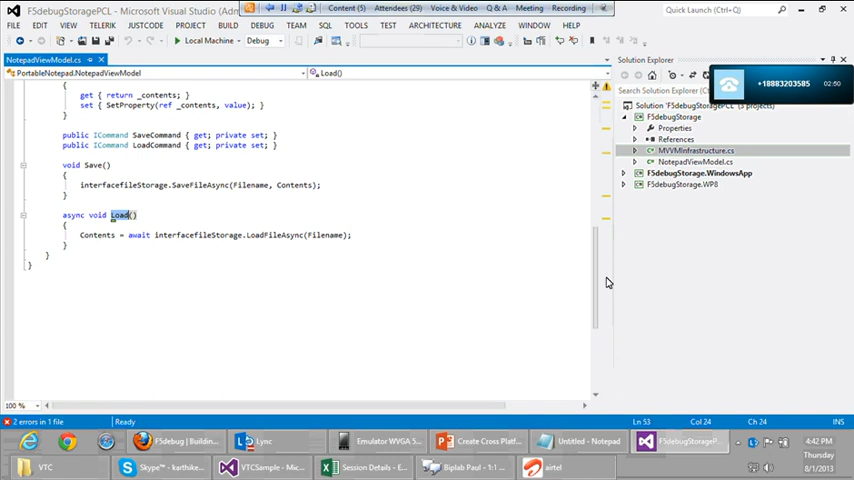 F5debugStoragePCL - Microsoft Visual Studio (Adm
Content (5) Attendees (29) Voice & Video Q & A Meeting People Help
Quick Launch (Ctrl+Q)
FILE EDIT VIEW TELERIK JUSTCODE PROJECT BUILD DEBUG TEAM SQL TOOLS TEST ARCHITECTURE ANALYZE WINDOW HELP
Local Machine Debug
NotepadViewModel.cs
Solution Explorer
PortableNotepad.NotepadViewModel Load()
+18883203585 02:50
Search Solution Explorer
{
get { return _contents; }
set { SetProperty(ref _contents, value); }
}
public ICommand SaveCommand { get; private set; }
public ICommand LoadCommand { get; private set; }
void Save()
{
interfacefileStorage.SaveFileAsync(Filename, Contents);
}
async void Load()
{
Contents = await interfacefileStorage.LoadFileAsync(Filename);
}
}
}
Solution 'F5debugStoragePCL' (3 projects)
F5debugStorage
Properties
References
MVVMInfrastructure.cs
NotepadViewModel.cs
F5debugStorage.WindowsApp
F5debugStorage.WP8
100 %
2 errors in 1 file Ready Ln 53 Col 24 Ch 24 INS
F5debug | Building... Lync Emulator WVGA 5... Create Cross Platf... Untitled - Notepad F5debugStorageP...
4:42 PM
Thursday
8/1/2013
VTC Skype™ - karthike... VTCSample - Mic... Session Details - E... Biplab Paul - 1:1 ... airtel